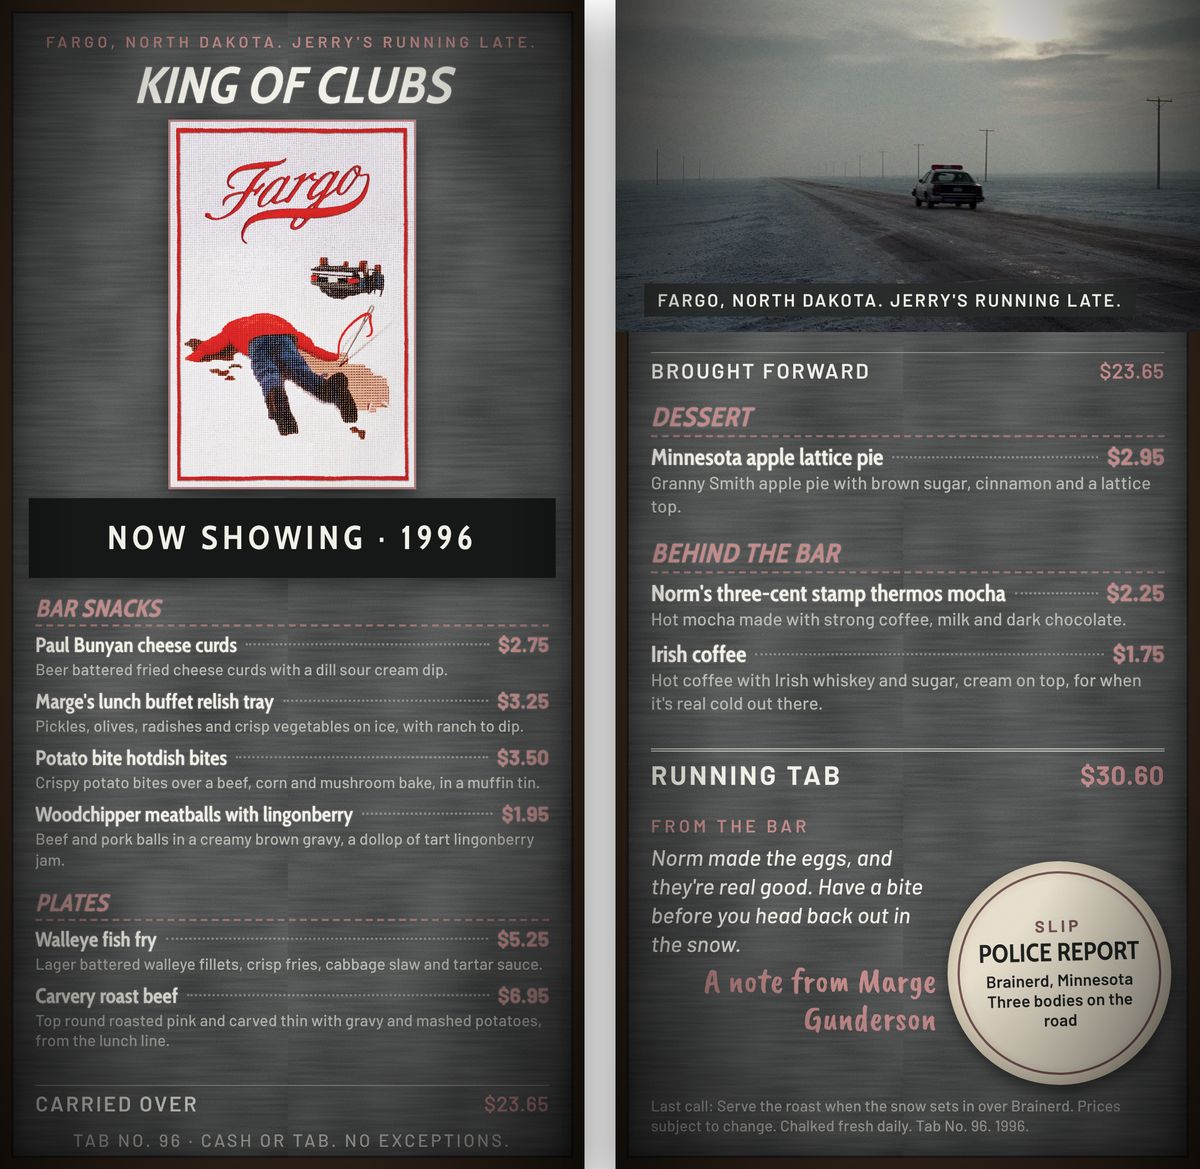 FARGO, NORTH DAKOTA. JERRY'S RUNNING LATE.
KING OF CLUBS
Fargo
NOW SHOWING · 1996
BAR SNACKS
Paul Bunyan cheese curds $2.75
Beer battered fried cheese curds with a dill sour cream dip.
Marge's lunch buffet relish tray $3.25
Pickles, olives, radishes and crisp vegetables on ice, with ranch to dip.
Potato bite hotdish bites $3.50
Crispy potato bites over a beef, corn and mushroom bake, in a muffin tin.
Woodchipper meatballs with lingonberry $1.95
Beef and pork balls in a creamy brown gravy, a dollop of tart lingonberry
jam.
PLATES
Walleye fish fry $5.25
Lager battered walleye fillets, crisp fries, cabbage slaw and tartar sauce.
Carvery roast beef $6.95
Top round roasted pink and carved thin with gravy and mashed potatoes,
from the lunch line.
CARRIED OVER $23.65
TAB NO. 96 · CASH OR TAB. NO EXCEPTIONS.
FARGO, NORTH DAKOTA. JERRY'S RUNNING LATE.
BROUGHT FORWARD $23.65
DESSERT
Minnesota apple lattice pie $2.95
Granny Smith apple pie with brown sugar, cinnamon and a lattice
top.
BEHIND THE BAR
Norm's three-cent stamp thermos mocha $2.25
Hot mocha made with strong coffee, milk and dark chocolate.
Irish coffee $1.75
Hot coffee with Irish whiskey and sugar, cream on top, for when
it's real cold out there.
RUNNING TAB $30.60
FROM THE BAR
Norm made the eggs, and
they're real good. Have a bite
before you head back out in
the snow.
A note from Marge
Gunderson
SLIP
POLICE REPORT
Brainerd, Minnesota
Three bodies on the
road
Last call: Serve the roast when the snow sets in over Brainerd. Prices
subject to change. Chalked fresh daily. Tab No. 96. 1996.